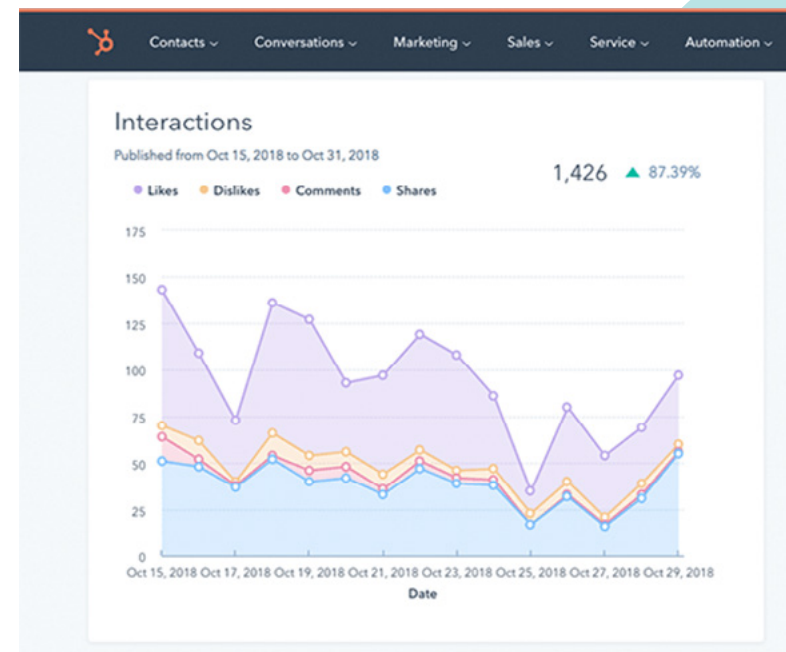 Contacts Conversations Marketing Sales Service Automation
Interactions
Published from Oct 15, 2018 to Oct 31, 2018
1,426 87.39%
Likes Dislikes Comments Shares
175
150
125
100
75
50
25
0
Oct 15, 2018 Oct 17, 2018 Oct 19, 2018 Oct 21, 2018 Oct 23, 2018 Oct 25, 2018 Oct 27, 2018 Oct 29, 2018
Date